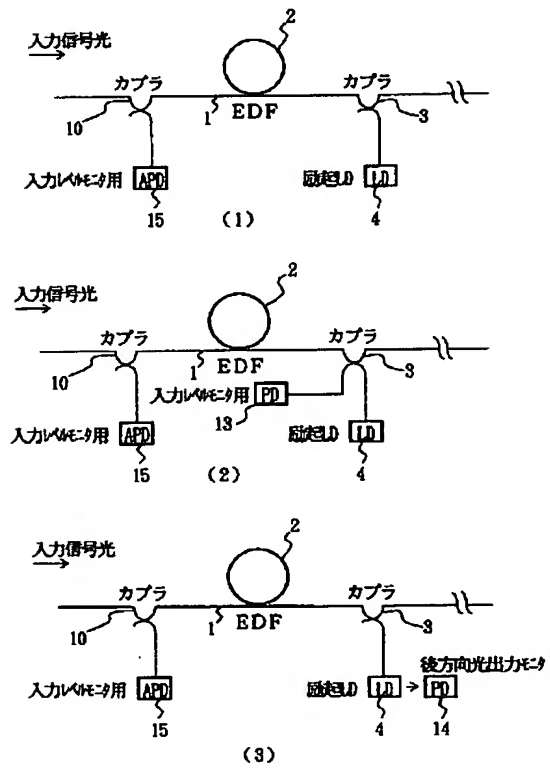 2
入力信号光
カプラ
カプラ
10
1
EDF
3
入力レベルモニタ用 APD
励起LD LD
15
4
(1)
2
入力信号光
カプラ
カプラ
10
1
EDF
3
入力レベルモニタ用 PD
13
入力レベルモニタ用 APD
励起LD LD
15
4
(2)
2
入力信号光
カプラ
カプラ
10
1
EDF
3
後方向光出力モニタ
入力レベルモニタ用 APD
励起LD LD PD
15
4
14
(3)